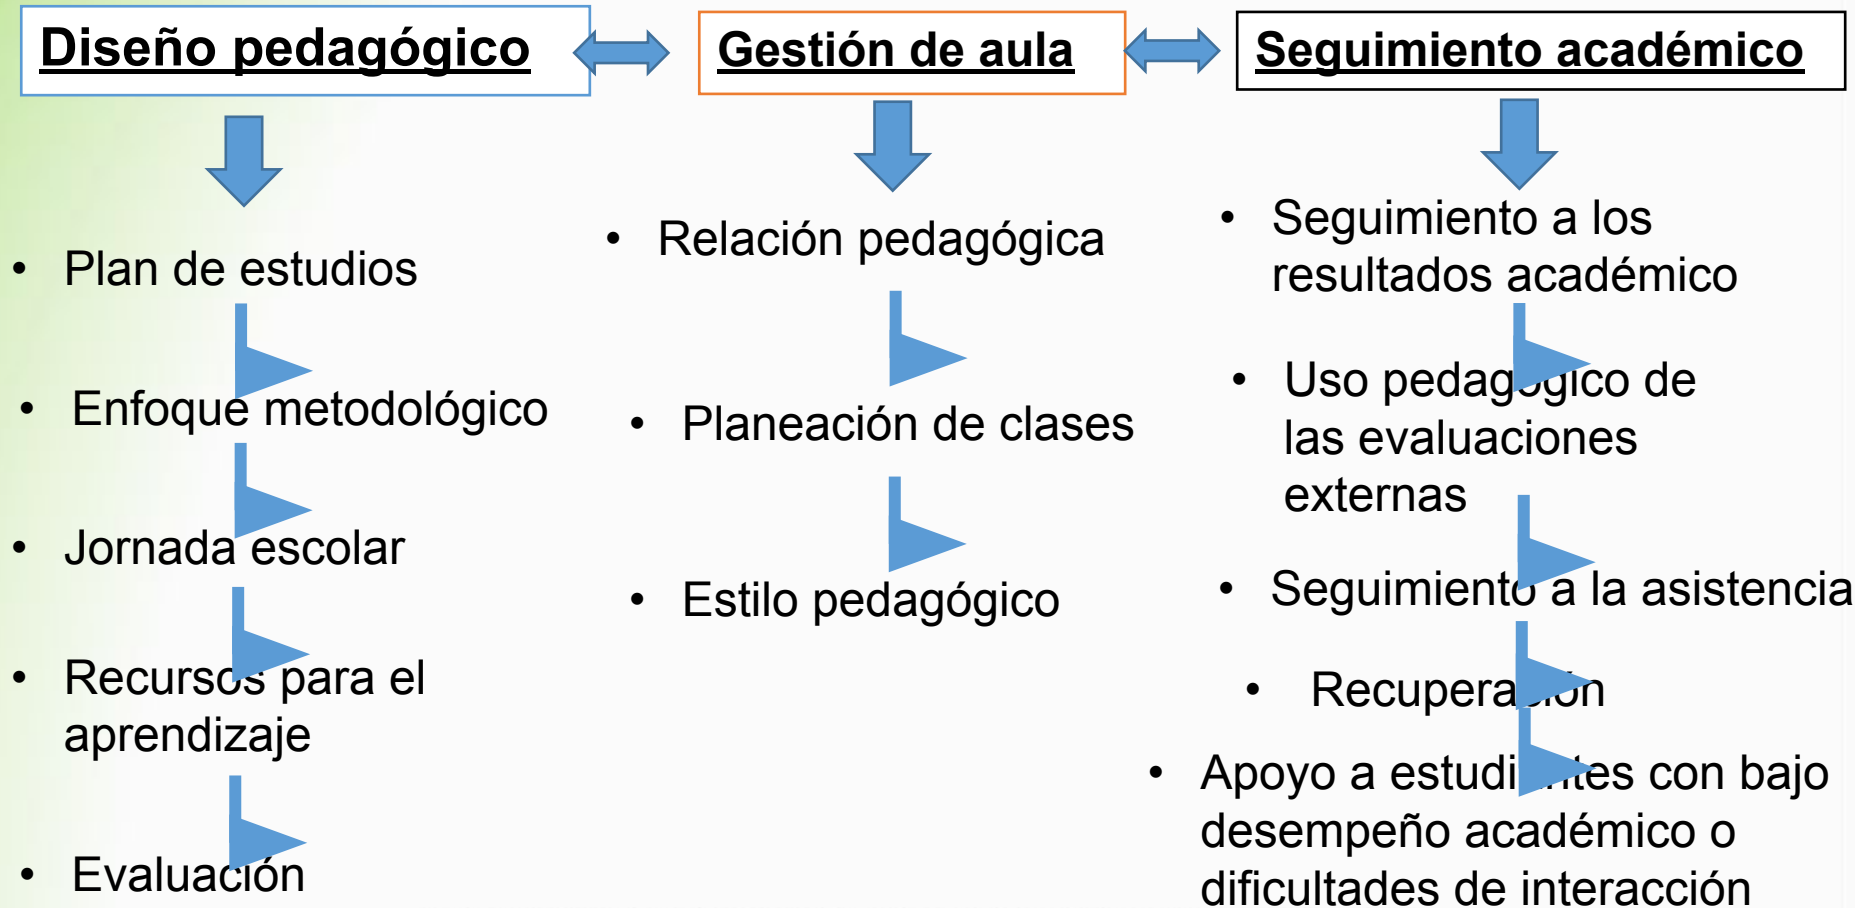 Diseño pedagógico
Gestión de aula
Seguimiento académico
• Plan de estudios
• Enfoque metodológico
• Jornada escolar
• Recursos para el
aprendizaje
• Evaluación
• Relación pedagógica
• Planeación de clases
• Estilo pedagógico
• Seguimiento a los
resultados académico
• Uso pedagógico de
las evaluaciones
externas
• Seguimiento a la asistencia
• Recuperación
• Apoyo a estudiantes con bajo
desempeño académico o
dificultades de interacción